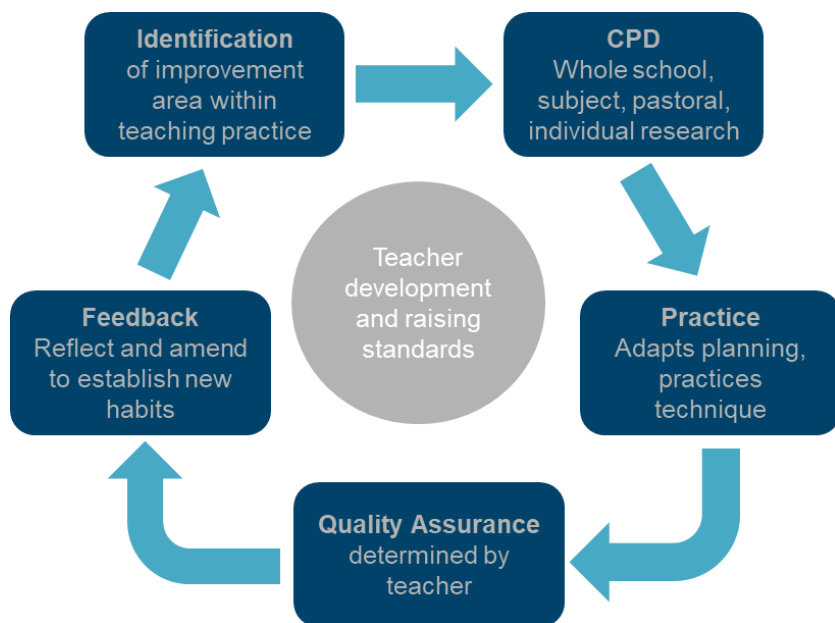 Identification
of improvement
area within
teaching practice
CPD
Whole school,
subject, pastoral,
individual research
Teacher
development
and raising
standards
Feedback
Reflect and amend
to establish new
habits
Practice
Adapts planning,
practices
technique
Quality Assurance
determined by
teacher